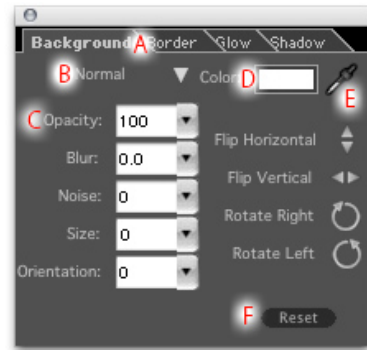 Background A Border Glow Shadow
B Normal Color D
E
C Opacity: 100
Flip Horizontal
Blur: 0.0
Flip Vertical
Noise: 0
Rotate Right
Size: 0
Rotate Left
Orientation: 0
F Reset